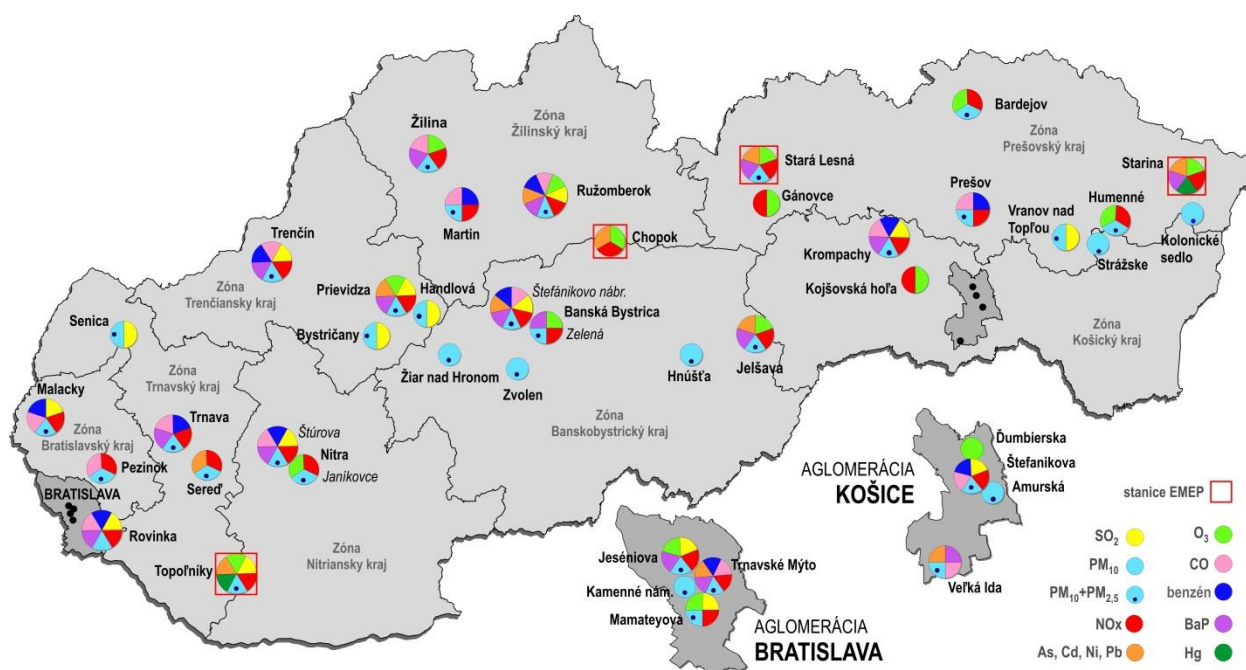 Zóna
Žilinský kraj
Žilina
Martin
Ružomberok
Chopok
Bardejov
Zóna
Prešovský kraj
Stará Lesná
Gánovce
Starina
Prešov
Humenné
Vranov nad
Topľou
Strážske
Kolonické
sedlo
Krompachy
Kojšovská hoľa
Zóna
Košický kraj
Trenčín
Zóna
Trenčiansky kraj
Prievidza
Handlová
Bystričany
Štefánikovo nábr.
Banská Bystrica
Zelená
Žiar nad Hronom
Zvolen
Hnúšťa
Jelšava
Zóna
Banskobystrický kraj
Senica
Zóna
Trnavský kraj
Malacky
Zóna
Bratislavský kraj
Trnava
Pezinok
Sereď
BRATISLAVA
Rovinka
Topoľníky
Štúrova
Nitra
Janíkovce
Zóna
Nitriansky kraj
Jeséniova
Trnavské Mýto
Kamenné nám.
Mamateyová
AGLOMERÁCIA
BRATISLAVA
AGLOMERÁCIA
KOŠICE
Ďumbierska
Štefanikova
Amurská
Veľká Ida
stanice EMEP
SO2
O3
PM10
CO
PM10+PM2,5
benzén
NOx
BaP
As, Cd, Ni, Pb
Hg